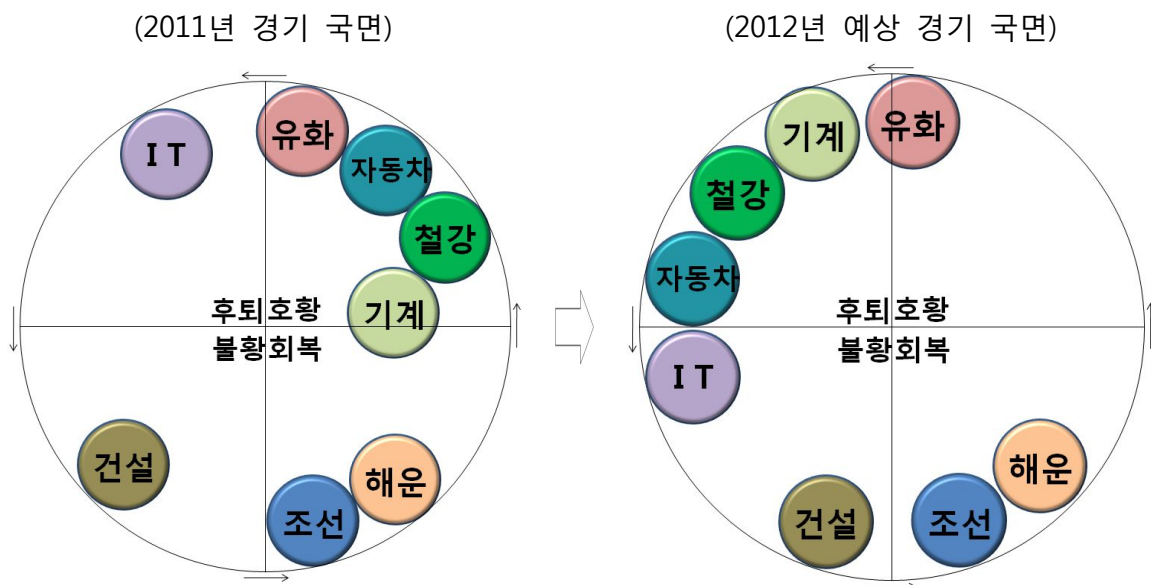 (2011년 경기 국면)
I T
유화
자동차
철강
기계
후퇴 호황
불황 회복
건설
해운
조선
(2012년 예상 경기 국면)
유화
기계
철강
자동차
후퇴 호황
불황 회복
I T
해운
건설
조선